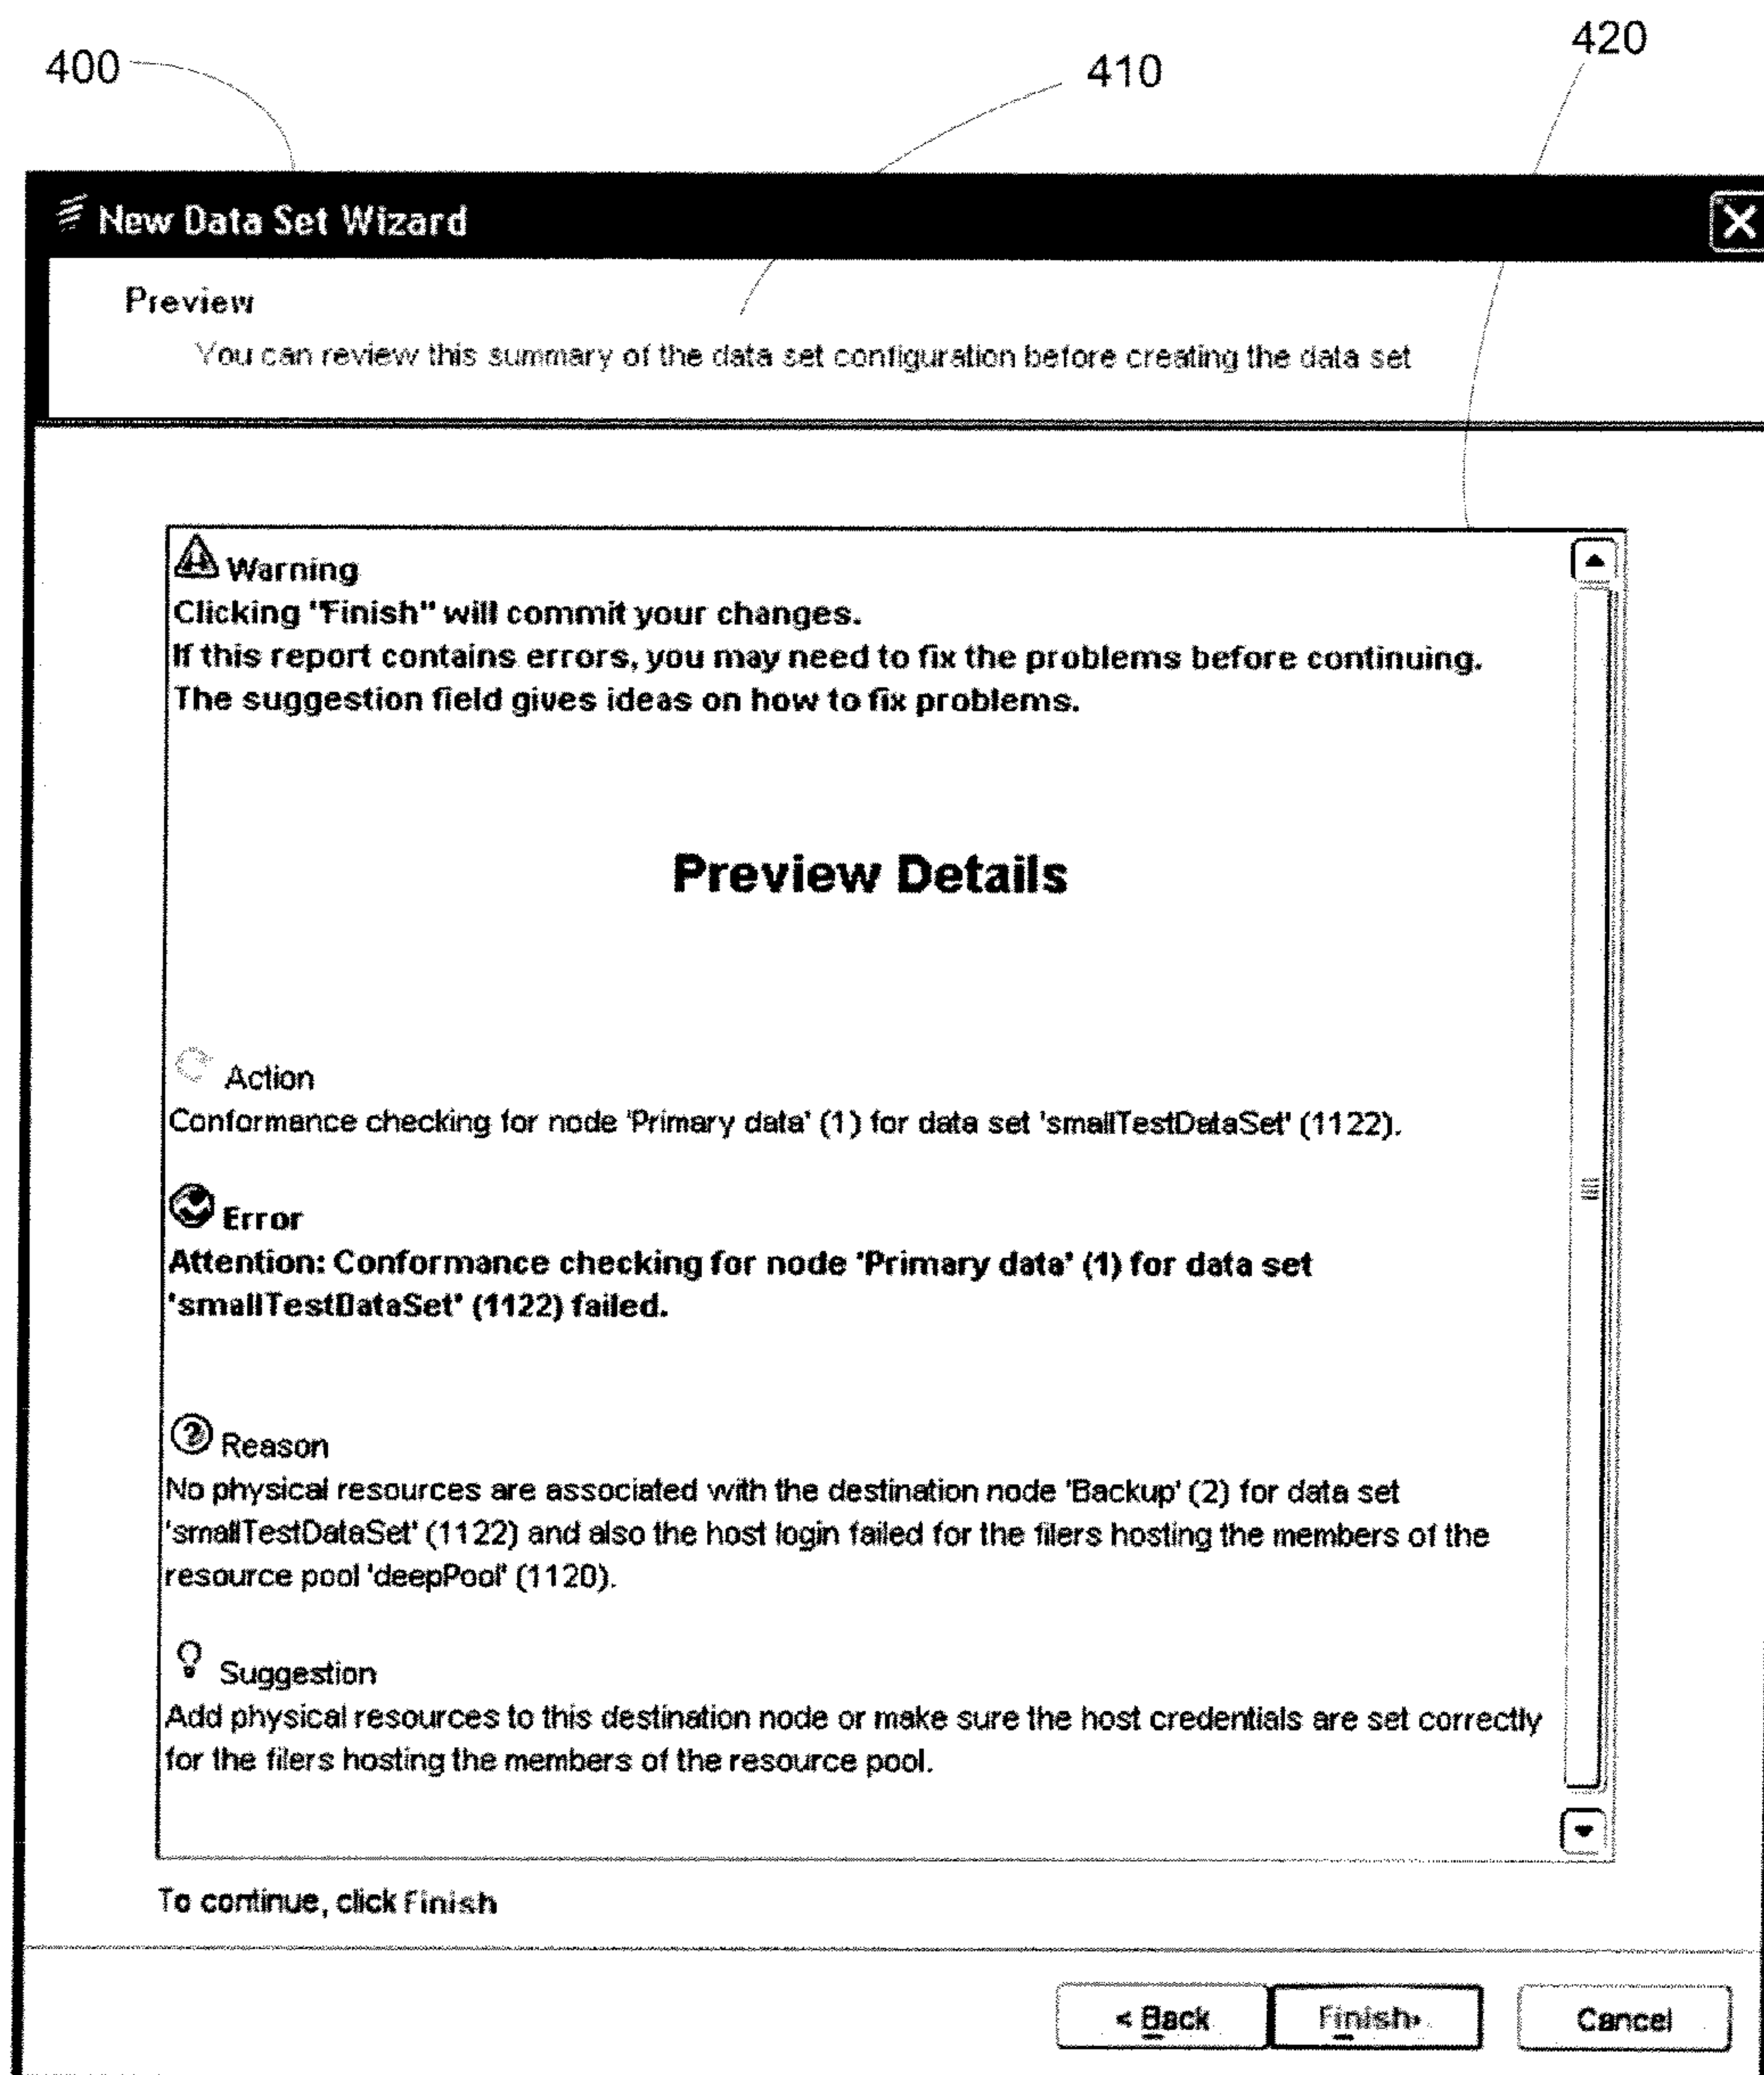 400
410
420
New Data Set Wizard
Preview
You can review this summary of the data set configuration before creating the data set
Warning
Clicking "Finish" will commit your changes.
If this report contains errors, you may need to fix the problems before continuing.
The suggestion field gives ideas on how to fix problems.
Preview Details
Action
Conformance checking for node 'Primary data' (1) for data set 'smallTestDataSet' (1122).
Error
Attention: Conformance checking for node 'Primary data' (1) for data set
'smallTestDataSet' (1122) failed.
Reason
No physical resources are associated with the destination node 'Backup' (2) for data set
'smallTestDataSet' (1122) and also the host login failed for the filers hosting the members of the
resource pool 'deepPool' (1120).
Suggestion
Add physical resources to this destination node or make sure the host credentials are set correctly
for the filers hosting the members of the resource pool.
To continue, click Finish
< Back
Finish
Cancel